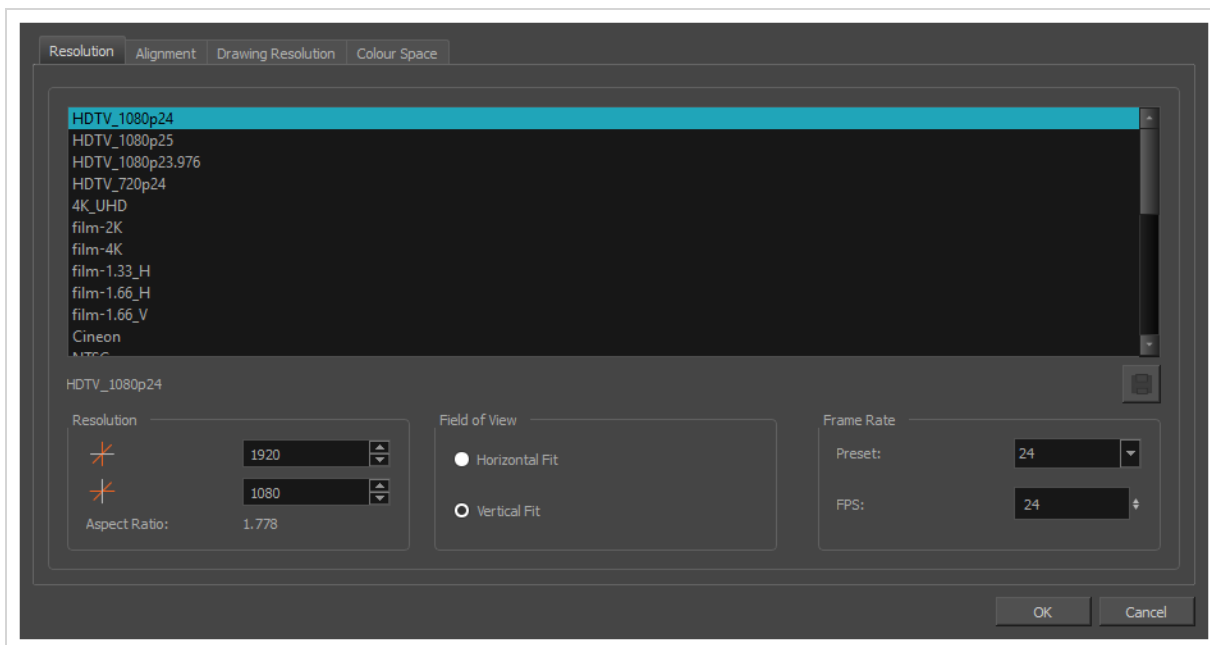 Resolution Alignment Drawing Resolution Colour Space
HDTV_1080p24
HDTV_1080p25
HDTV_1080p23.976
HDTV_720p24
4K_UHD
film-2K
film-4K
film-1.33_H
film-1.66_H
film-1.66_V
Cineon
NTSC
HDTV_1080p24
Resolution Field of View Frame Rate
1920 Horizontal Fit Preset: 24
1080 Vertical Fit FPS: 24
Aspect Ratio: 1.778
OK Cancel